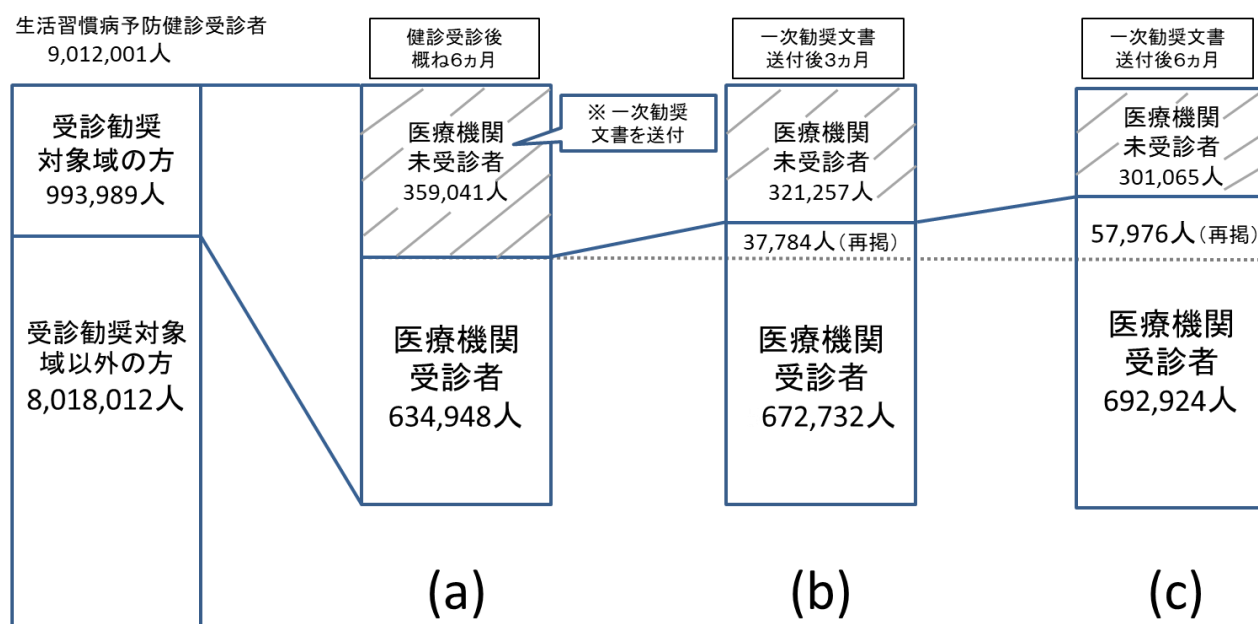 生活習慣病予防健診受診者
9,012,001人
受診勧奨
対象域の方
993,989人
受診勧奨対象
域以外の方
8,018,012人
健診受診後
概ね6ヵ月
医療機関
未受診者
359,041人
※ 一次勧奨
文書を送付
医療機関
受診者
634,948人
(a)
一次勧奨文書
送付後3ヵ月
医療機関
未受診者
321,257人
37,784人(再掲)
医療機関
受診者
672,732人
(b)
一次勧奨文書
送付後6ヵ月
医療機関
未受診者
301,065人
57,976人(再掲)
医療機関
受診者
692,924人
(c)